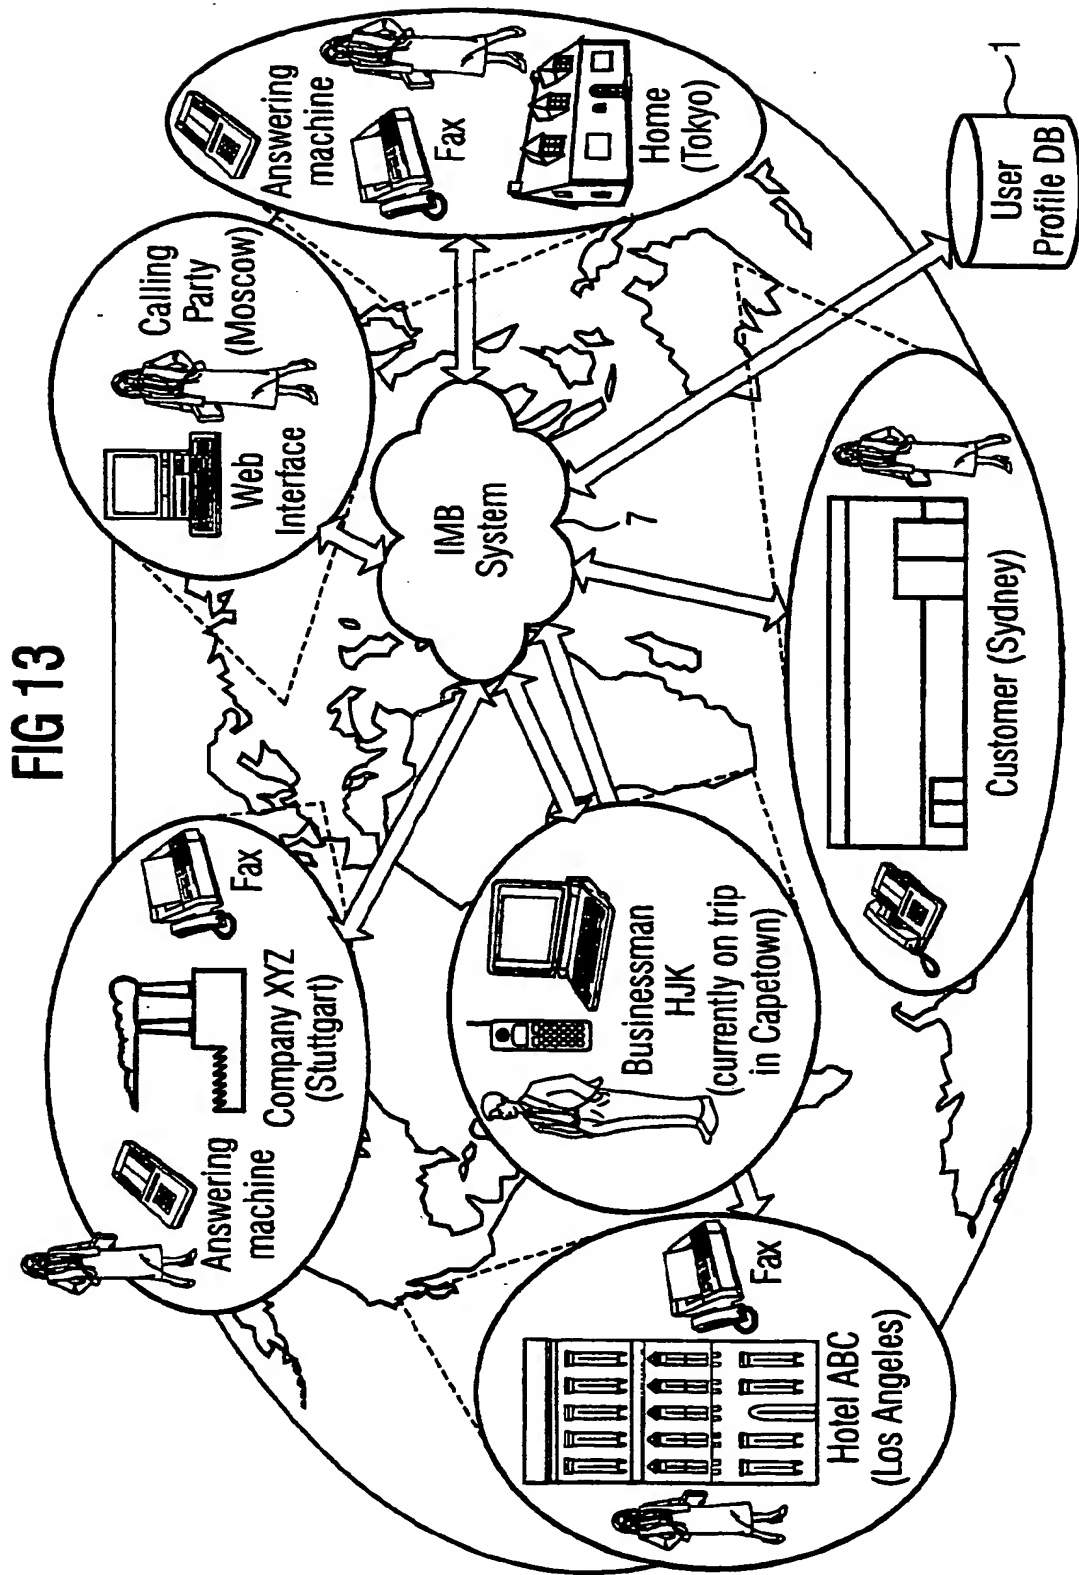 FIG 13
Answering
machine
Company XYZ
(Stuttgart)
Fax
Web
Interface
Calling
Party
(Moscow)
Answering
machine
Fax
Home
(Tokyo)
IMB
System
7
Businessman
HJK
(currently on trip
in Capetown)
Hotel ABC
(Los Angeles)
Fax
Customer (Sydney)
User
Profile DB
1